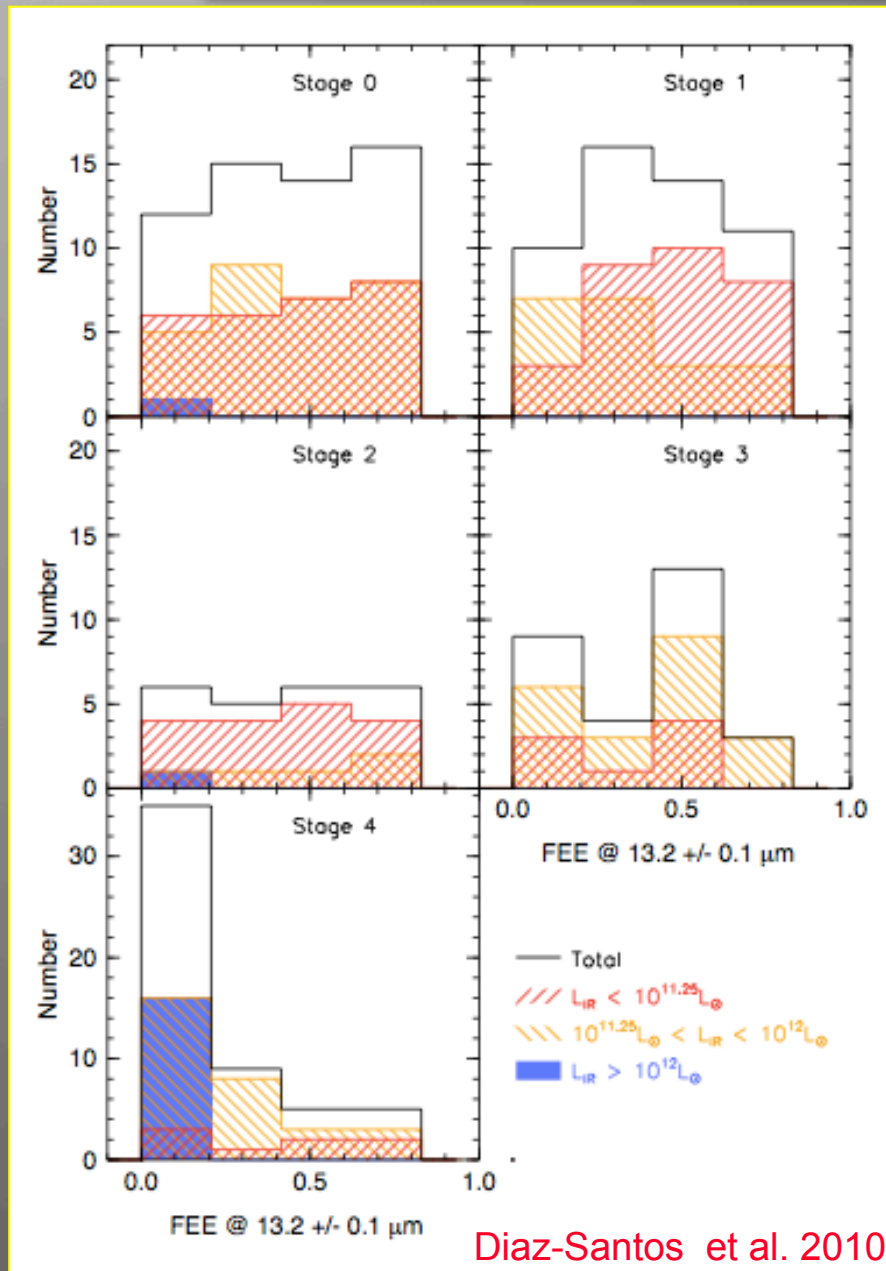 Stage 0
Stage 1
20
15
10
5
0
Number
Stage 2
Stage 3
20
15
10
5
0
Number
0.0 0.5 1.0
FEE @ 13.2 +/- 0.1 μm
Stage 4
30
20
10
0
Number
0.0 0.5 1.0
FEE @ 13.2 +/- 0.1 μm
Total
L_IR < 10^11.25 L_⊙
10^11.25 L_⊙ < L_IR < 10^12 L_⊙
L_IR > 10^12 L_⊙
Diaz-Santos et al. 2010